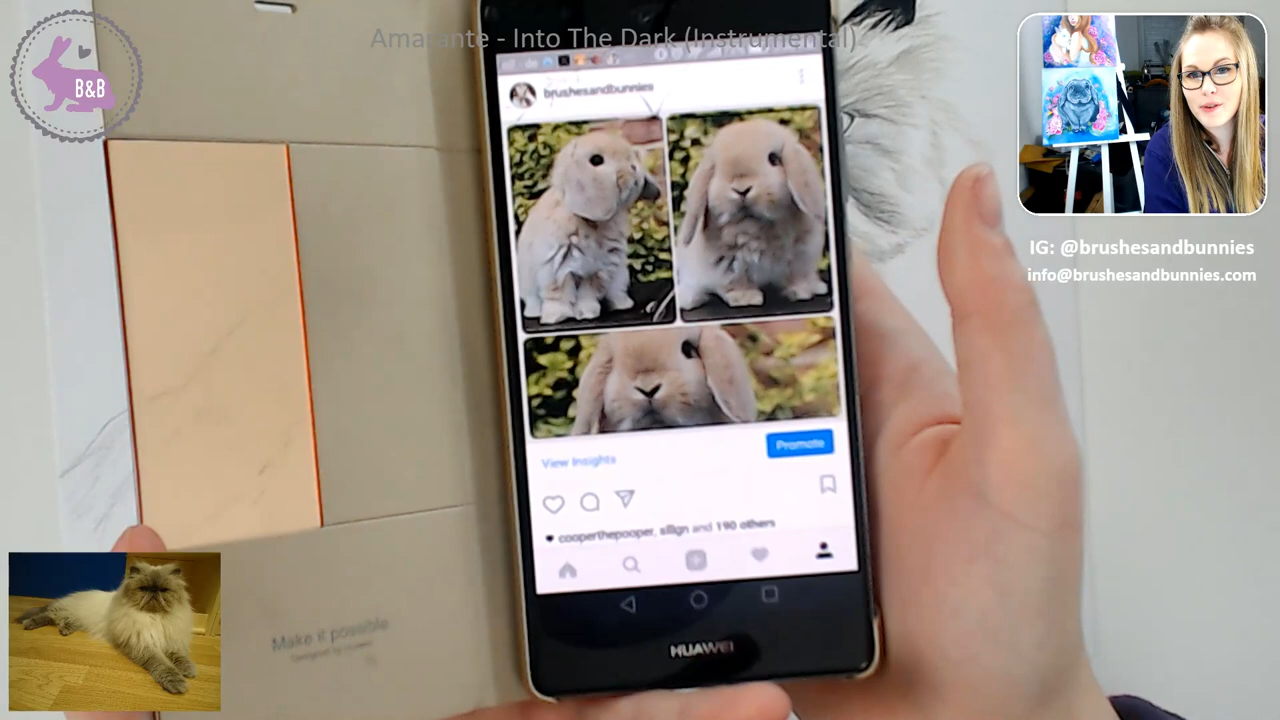 Amarante - Into The Dark (Instrumental)
B&B
brushesandbunnies
IG: @brushesandbunnies
info@brushesandbunnies.com
View Insights
Promote
cooperthepooper, sillgn and 190 others
Make it possible
HUAWEI